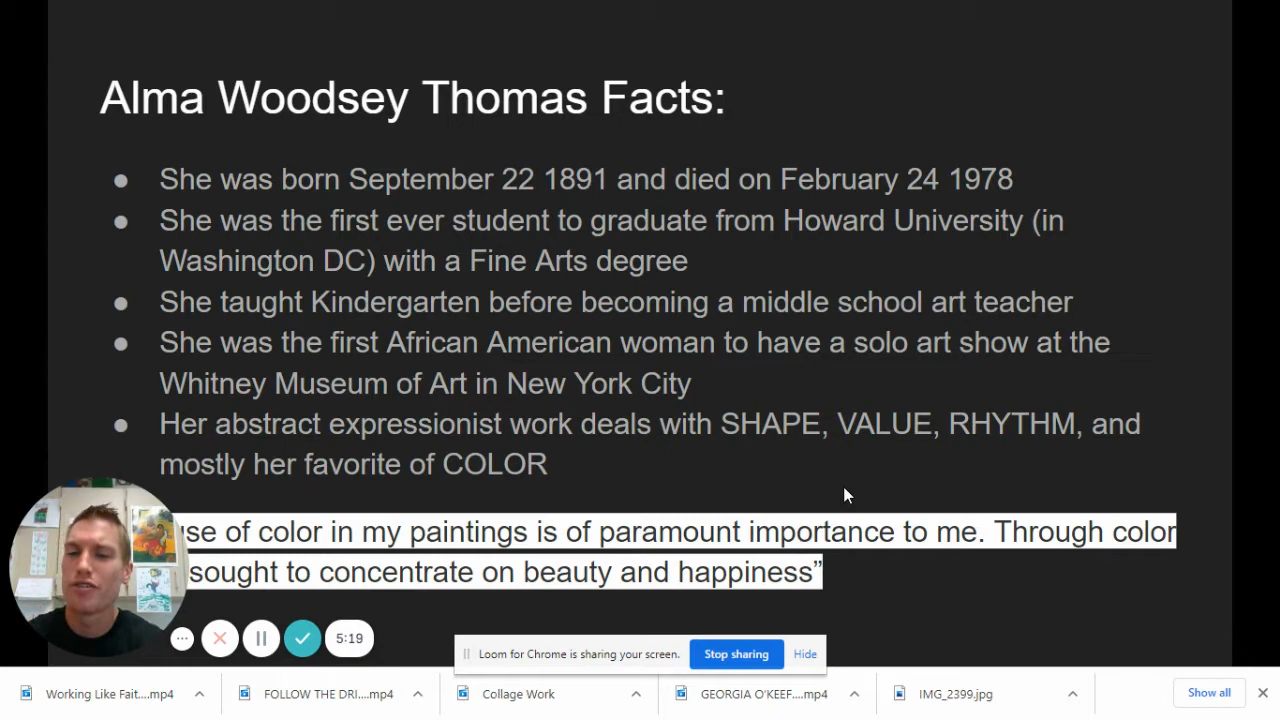 Alma Woodsey Thomas Facts:
● She was born September 22 1891 and died on February 24 1978
● She was the first ever student to graduate from Howard University (in
Washington DC) with a Fine Arts degree
● She taught Kindergarten before becoming a middle school art teacher
● She was the first African American woman to have a solo art show at the
Whitney Museum of Art in New York City
● Her abstract expressionist work deals with SHAPE, VALUE, RHYTHM, and
mostly her favorite of COLOR
of color in my paintings is of paramount importance to me. Through color
sought to concentrate on beauty and happiness”
5:19
Loom for Chrome is sharing your screen. Stop sharing Hide
Working Like Fait....mp4 FOLLOW THE DRI....mp4 Collage Work GEORGIA O'KEEF....mp4 IMG_2399.jpg Show all